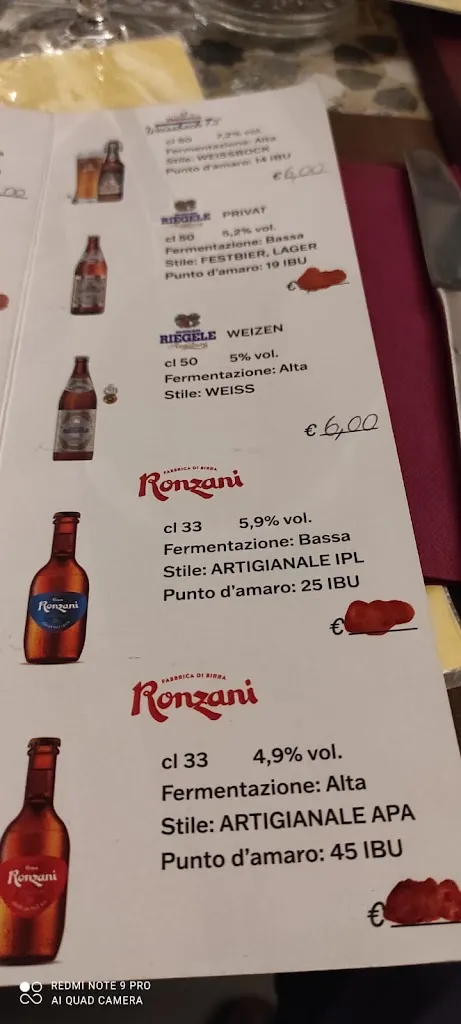 cl 50 7,2% vol.
Fermentazione: Alta
Stile: WEISSBOCK
Punto d'amaro: 14 IBU
€ 6,00
RIEGELE PRIVAT
cl 50 5,2% vol.
Fermentazione: Bassa
Stile: FESTBIER, LAGER
Punto d'amaro: 19 IBU
€
RIEGELE WEIZEN
cl 50 5% vol.
Fermentazione: Alta
Stile: WEISS
€ 6,00
FABBRICA DI BIRRA
Ronzani
cl 33 5,9% vol.
Fermentazione: Bassa
Stile: ARTIGIANALE IPL
Punto d'amaro: 25 IBU
Ronzani
€
FABBRICA DI BIRRA
Ronzani
cl 33 4,9% vol.
Fermentazione: Alta
Stile: ARTIGIANALE APA
Punto d'amaro: 45 IBU
Ronzani
€
REDMI NOTE 9 PRO
AI QUAD CAMERA